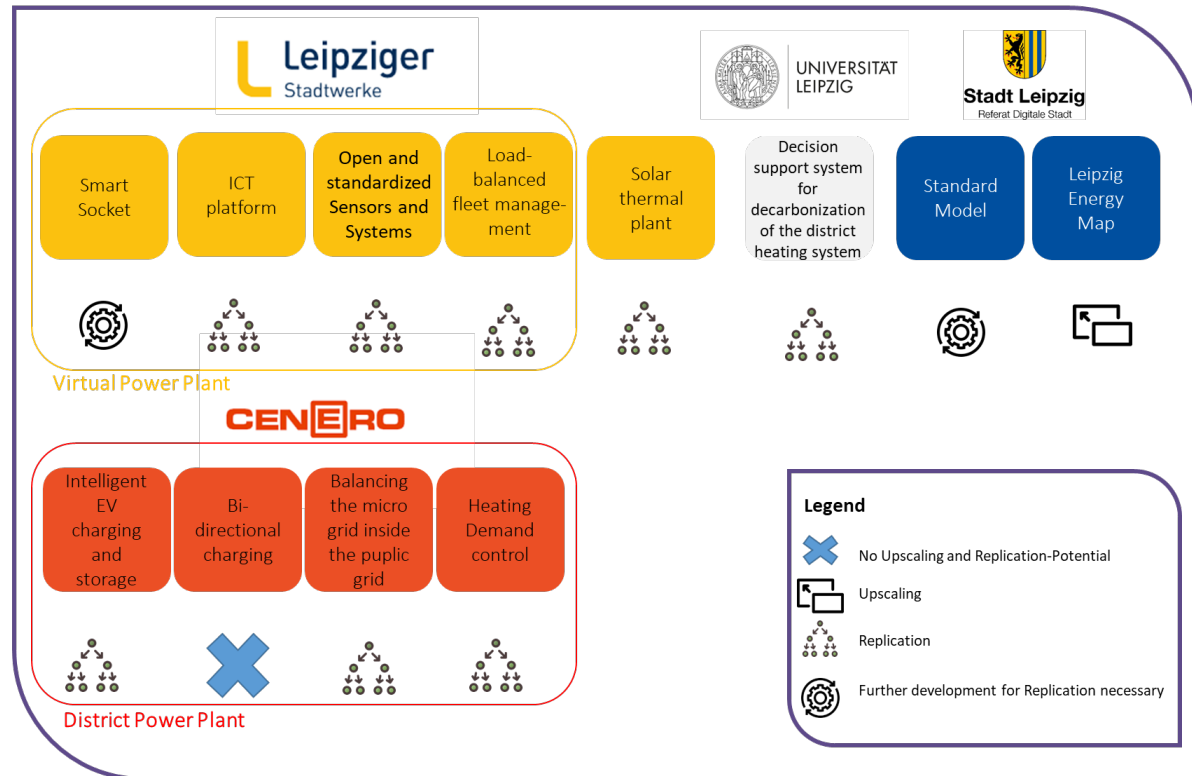 Leipziger
Stadtwerke
UNIVERSITÄT
LEIPZIG
Stadt Leipzig
Referat Digitale Stadt
Smart
Socket
ICT
platform
Open and
standardized
Sensors and
Systems
Load-
balanced
fleet manage-
ment
Solar
thermal
plant
Decision
support system
for
decarbonization
of the district
heating system
Standard
Model
Leipzig
Energy
Map
Virtual Power Plant
CENERO
Intelligent
EV
charging
and
storage
Bi-
directional
charging
Balancing
the micro
grid inside
the puplic
grid
Heating
Demand
control
District Power Plant
Legend
No Upscaling and Replication-Potential
Upscaling
Replication
Further development for Replication necessary